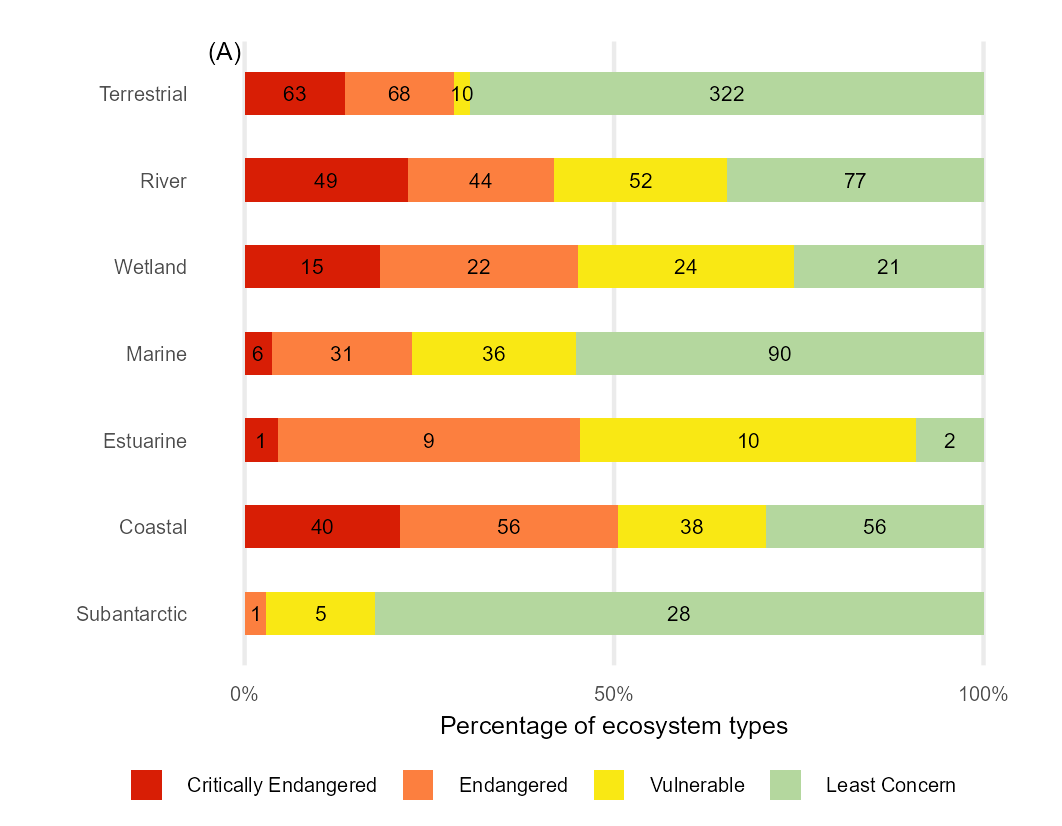 (A)
Terrestrial 63 68 10 322
River 49 44 52 77
Wetland 15 22 24 21
Marine 6 31 36 90
Estuarine 1 9 10 2
Coastal 40 56 38 56
Subantarctic 1 5 28
0% 50% 100%
Percentage of ecosystem types
Critically Endangered Endangered Vulnerable Least Concern